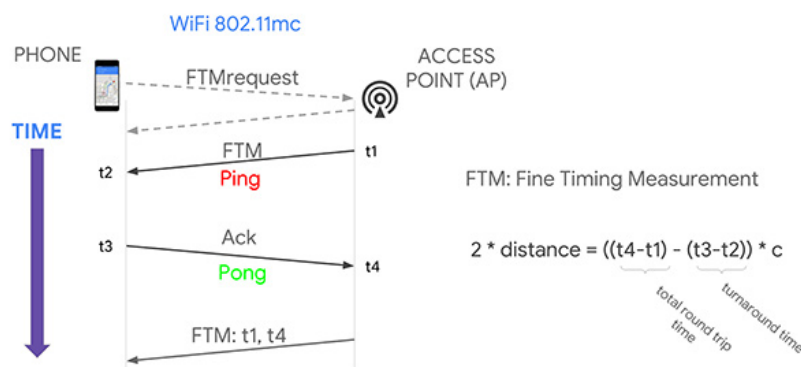 WiFi 802.11mc
PHONE
ACCESS
POINT (AP)
FTMrequest
TIME
FTM
t1
t2
Ping
FTM: Fine Timing Measurement
t3
Ack
t4
Pong
2 * distance = ((t4-t1) - (t3-t2)) * c
total round trip
time
turnaround time
FTM: t1, t4